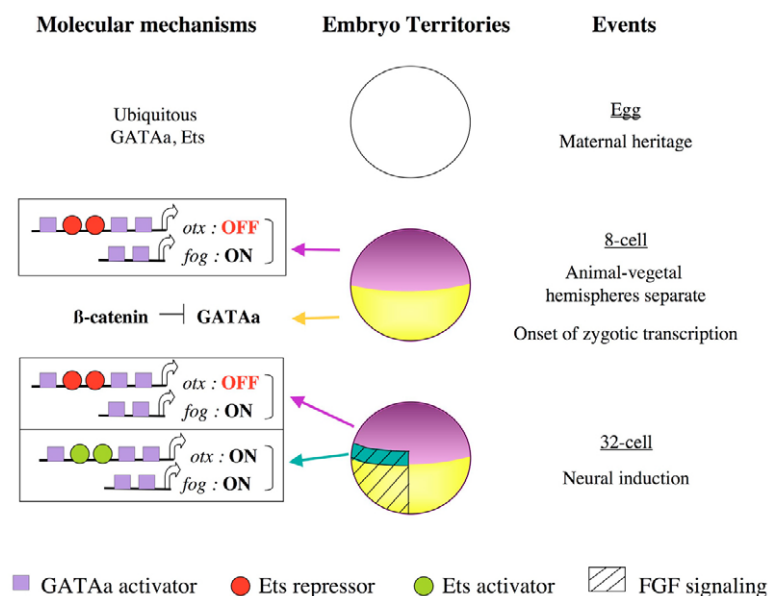 Molecular mechanisms Embryo Territories Events
Ubiquitous
GATAa, Ets
Egg
Maternal heritage
otx : OFF
fog : ON
8-cell
Animal-vegetal
hemispheres separate
ß-catenin GATAa
Onset of zygotic transcription
otx : OFF
fog : ON
otx : ON
fog : ON
32-cell
Neural induction
GATAa activator Ets repressor Ets activator FGF signaling